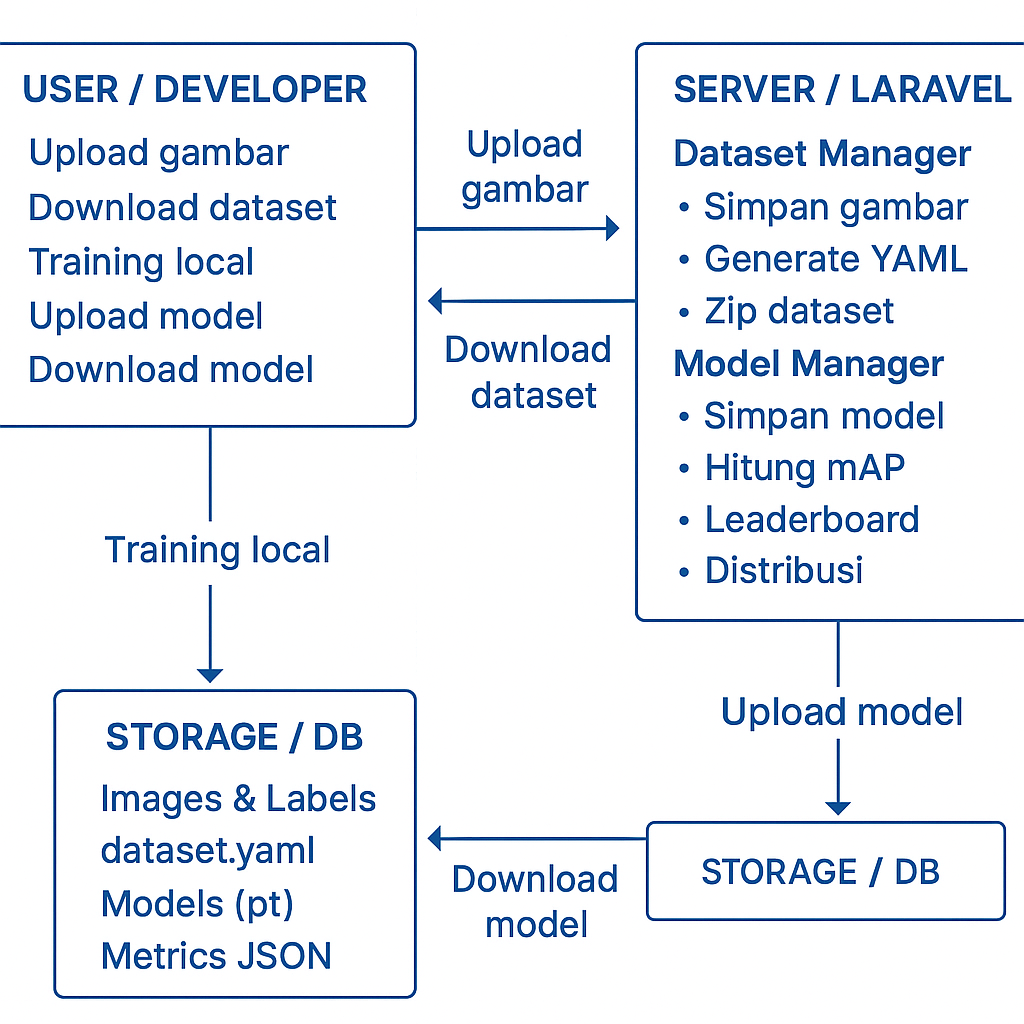 USER / DEVELOPER
Upload gambar
Download dataset
Training local
Upload model
Download model
Upload
gambar
Download
dataset
SERVER / LARAVEL
Dataset Manager
• Simpan gambar
• Generate YAML
• Zip dataset
Model Manager
• Simpan model
• Hitung mAP
• Leaderboard
• Distribusi
Training local
Upload model
STORAGE / DB
Images & Labels
dataset.yaml
Models (pt)
Metrics JSON
Download
model
STORAGE / DB